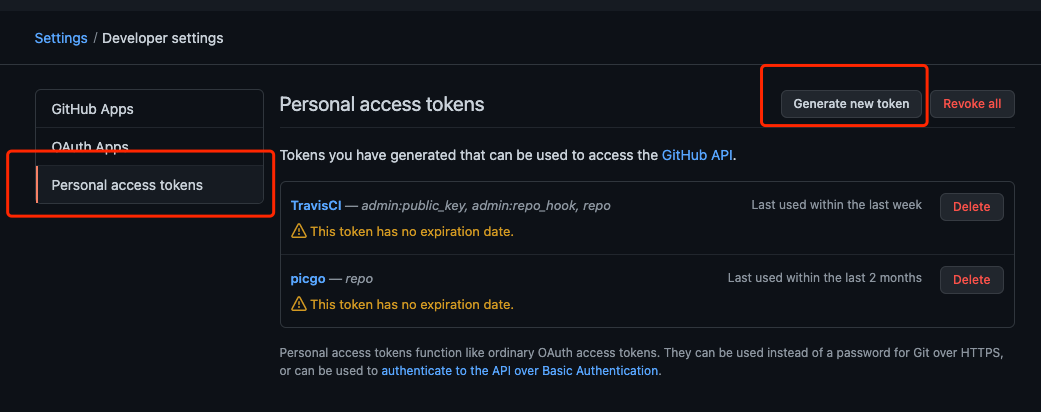 Settings / Developer settings
GitHub Apps
OAuth Apps
Personal access tokens
Personal access tokens
Generate new token
Revoke all
Tokens you have generated that can be used to access the GitHub API.
TravisCI — admin:public_key, admin:repo_hook, repo
Last used within the last week
Delete
This token has no expiration date.
picgo — repo
Last used within the last 2 months
Delete
This token has no expiration date.
Personal access tokens function like ordinary OAuth access tokens. They can be used instead of a password for Git over HTTPS,
or can be used to authenticate to the API over Basic Authentication.